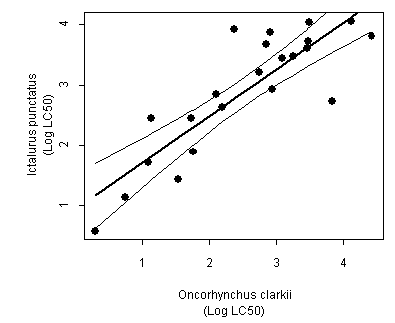 Ictalurus punctatus
(Log LC50)
4
3
2
1
1 2 3 4
Oncorhynchus clarkii
(Log LC50)